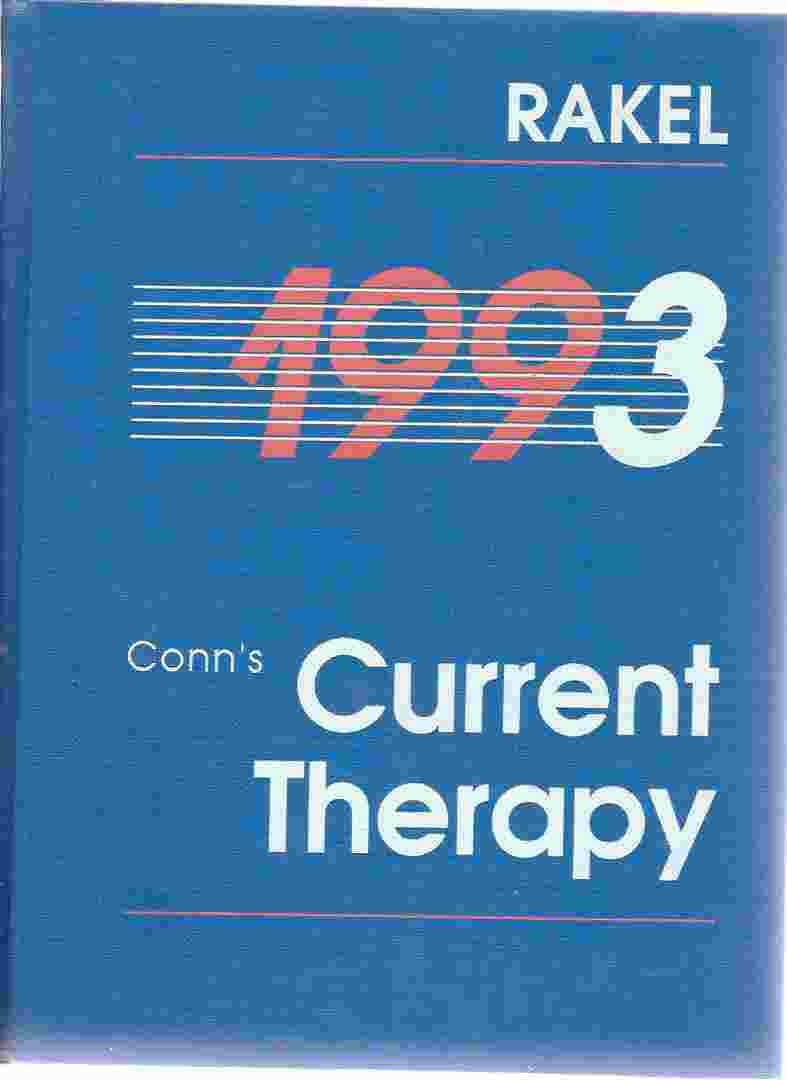 RAKEL
1993
Conn's Current
Therapy